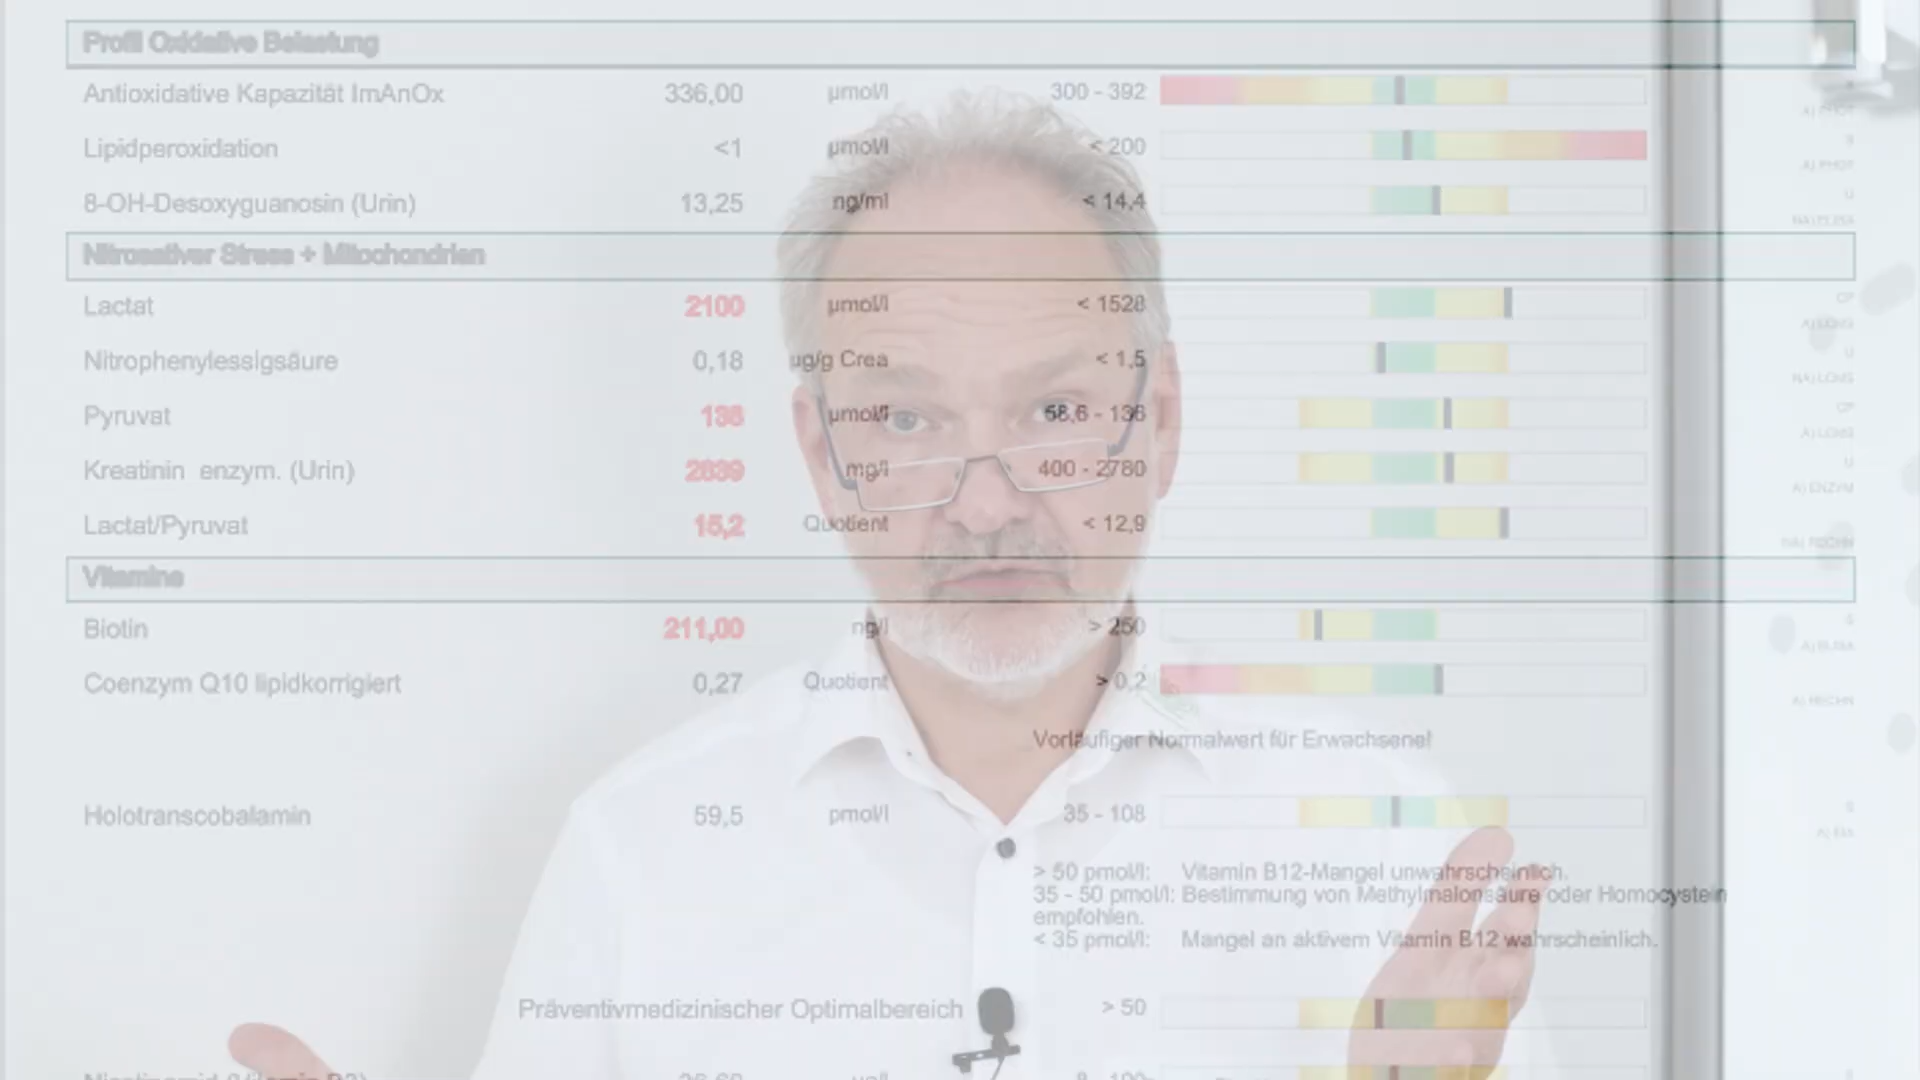 Profil Oxidative Belastung
Antioxidative Kapazität ImAnOx 336,00 µmol/l 300 - 392
Lipidperoxidation <1 µmol/l < 200
8-OH-Desoxyguanosin (Urin) 13,25 ng/ml < 14,4
Nitrosativer Stress + Mitochondrien
Lactat 2100 µmol/l < 1528
Nitrophenylessigsäure 0,18 µg/g Crea < 1,5
Pyruvat 138 µmol/l 58,6 - 136
Kreatinin enzym. (Urin) 2839 mg/l 400 - 2780
Lactat/Pyruvat 15,2 Quotient < 12,9
Vitamine
Biotin 211,00 ng/l > 250
Coenzym Q10 lipidkorrigiert 0,27 Quotient > 0,2
Vorläufiger Normalwert für Erwachsene!
Holotranscobalamin 59,5 pmol/l 35 - 108
> 50 pmol/l: Vitamin B12-Mangel unwahrscheinlich.
35 - 50 pmol/l: Bestimmung von Methylmalonsäure oder Homocystein
empfohlen.
< 35 pmol/l: Mangel an aktivem Vitamin B12 wahrscheinlich.
Präventivmedizinischer Optimalbereich > 50